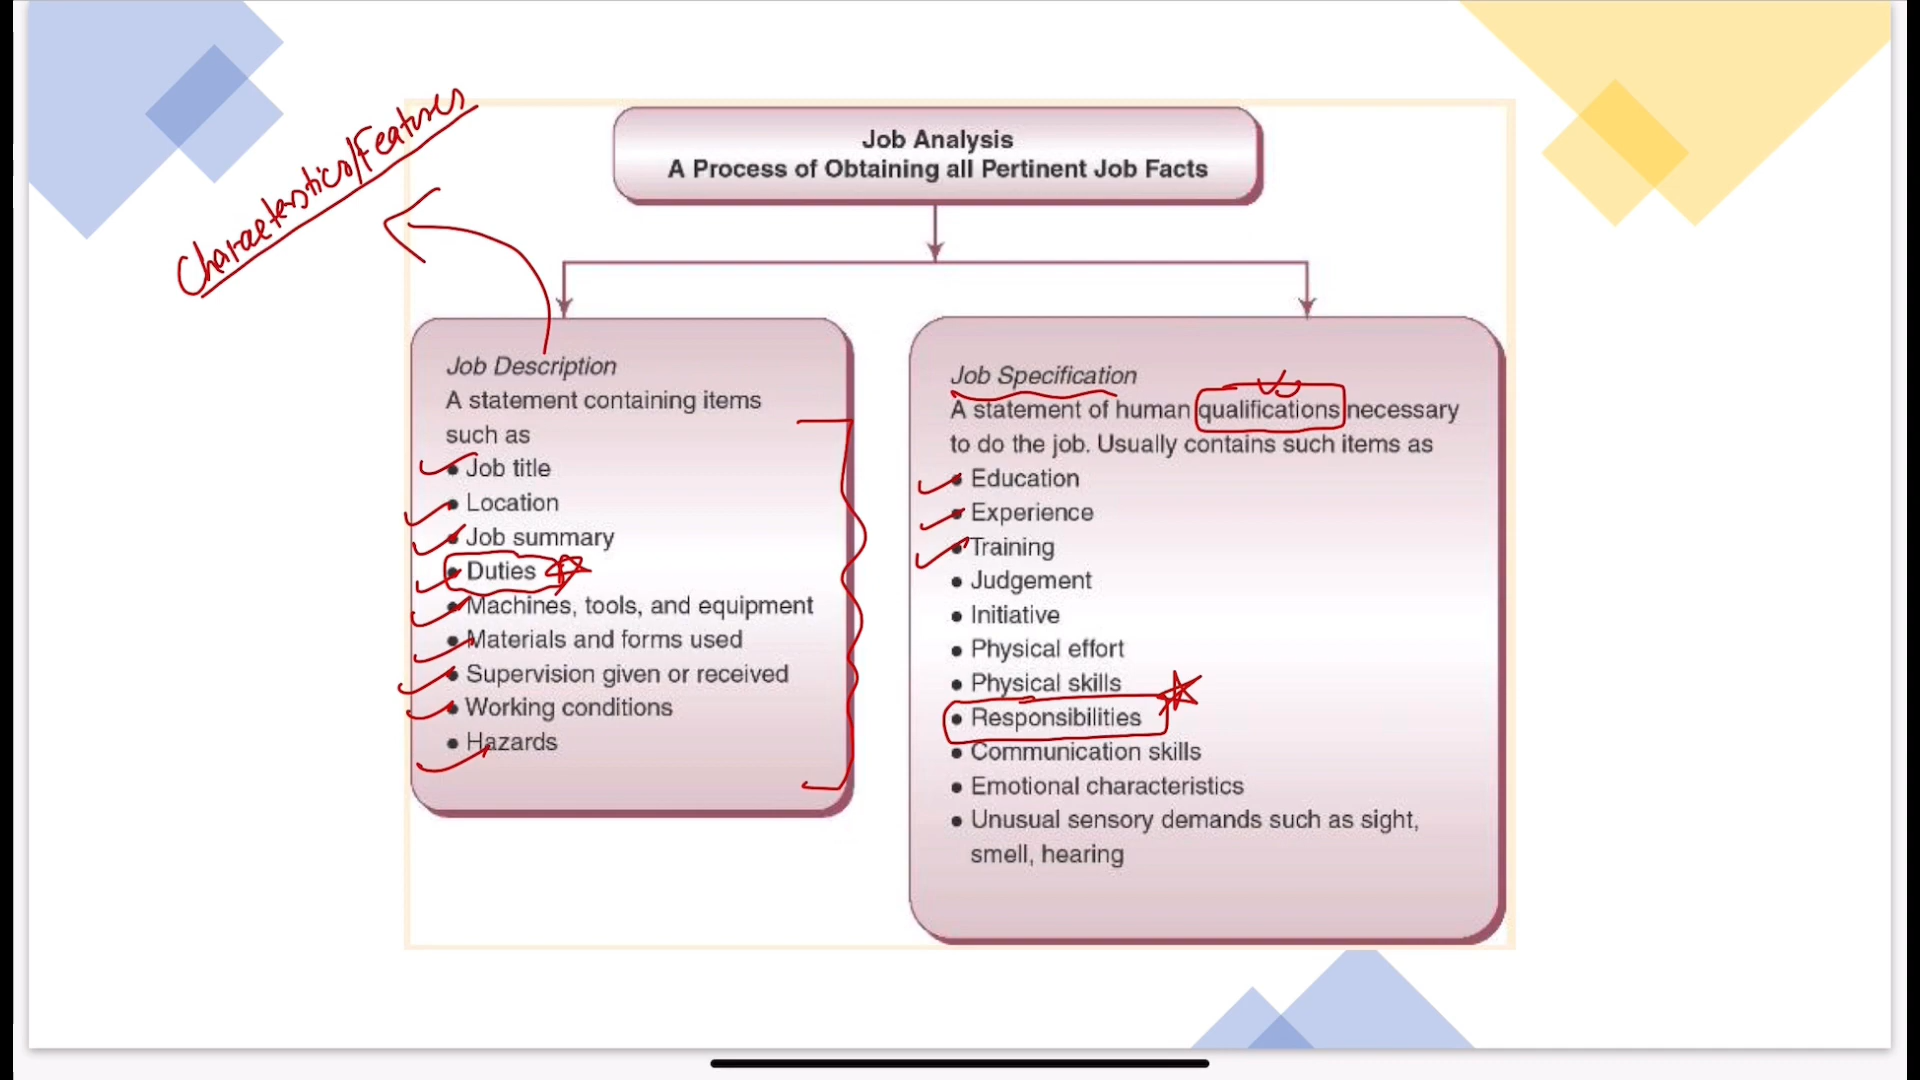 Characteristics/Features
Job Analysis
A Process of Obtaining all Pertinent Job Facts
Job Description
A statement containing items
such as
• Job title
• Location
• Job summary
• Duties
• Machines, tools, and equipment
• Materials and forms used
• Supervision given or received
• Working conditions
• Hazards
Job Specification
A statement of human qualifications necessary
to do the job. Usually contains such items as
• Education
• Experience
• Training
• Judgement
• Initiative
• Physical effort
• Physical skills
• Responsibilities
• Communication skills
• Emotional characteristics
• Unusual sensory demands such as sight,
smell, hearing